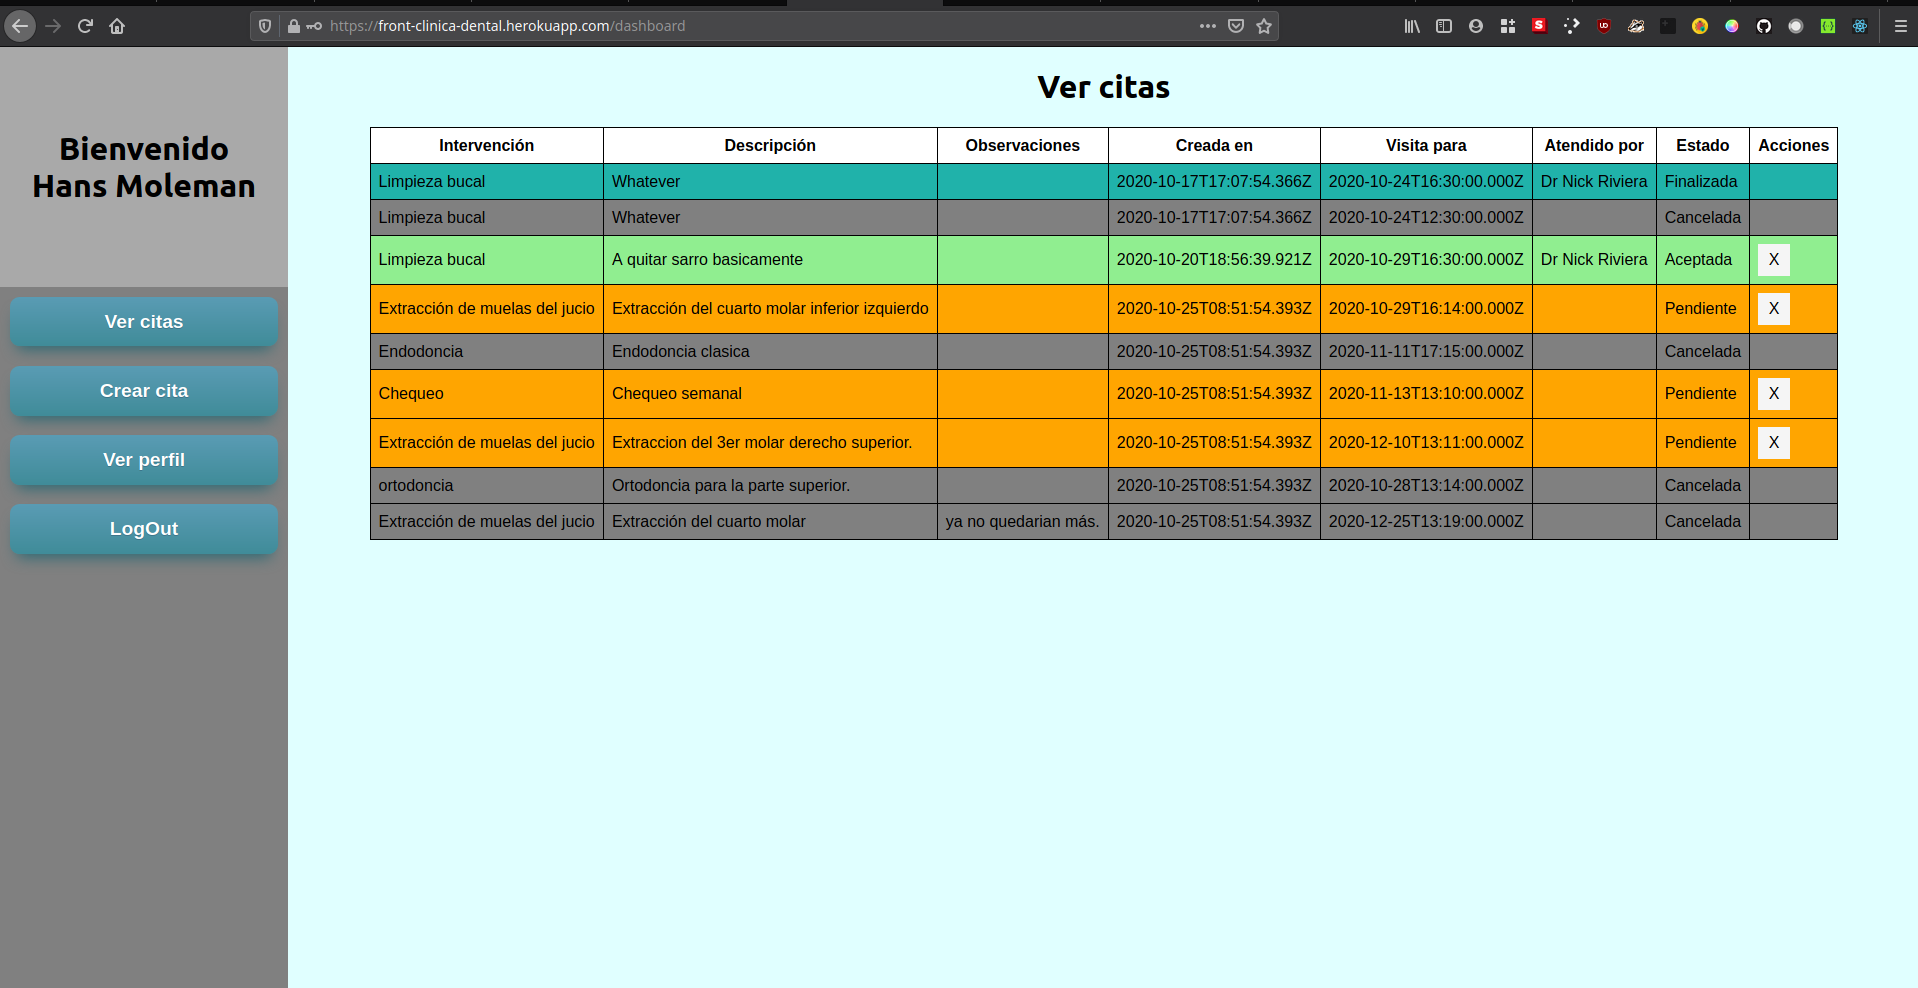 https://front-clinica-dental.herokuapp.com/dashboard
Bienvenido
Hans Moleman
Ver citas
Crear cita
Ver perfil
LogOut
Ver citas
Intervención Descripción Observaciones Creada en Visita para Atendido por Estado Acciones
Limpieza bucal Whatever 2020-10-17T17:07:54.366Z 2020-10-24T16:30:00.000Z Dr Nick Riviera Finalizada
Limpieza bucal Whatever 2020-10-17T17:07:54.366Z 2020-10-24T12:30:00.000Z Cancelada
Limpieza bucal A quitar sarro basicamente 2020-10-20T18:56:39.921Z 2020-10-29T16:30:00.000Z Dr Nick Riviera Aceptada X
Extracción de muelas del jucio Extracción del cuarto molar inferior izquierdo 2020-10-25T08:51:54.393Z 2020-10-29T16:14:00.000Z Pendiente X
Endodoncia Endodoncia clasica 2020-10-25T08:51:54.393Z 2020-11-11T17:15:00.000Z Cancelada
Chequeo Chequeo semanal 2020-10-25T08:51:54.393Z 2020-11-13T13:10:00.000Z Pendiente X
Extracción de muelas del jucio Extraccion del 3er molar derecho superior. 2020-10-25T08:51:54.393Z 2020-12-10T13:11:00.000Z Pendiente X
ortodoncia Ortodoncia para la parte superior. 2020-10-25T08:51:54.393Z 2020-10-28T13:14:00.000Z Cancelada
Extracción de muelas del jucio Extracción del cuarto molar ya no quedarian más. 2020-10-25T08:51:54.393Z 2020-12-25T13:19:00.000Z Cancelada